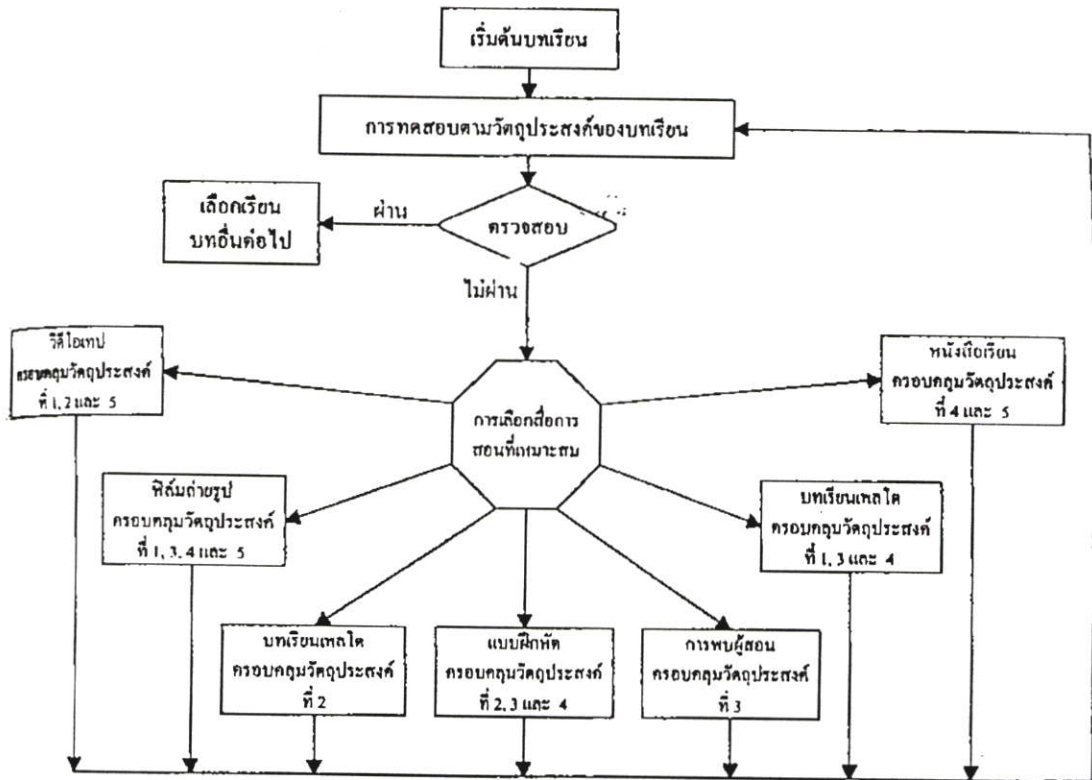 เริ่มต้นบทเรียน
การทดสอบตามวัตถุประสงค์ของบทเรียน
เลือกเรียน
บทอื่นต่อไป
ผ่าน
ตรวจสอบ
ไม่ผ่าน
วิดีโอเทป
ครอบคลุมวัตถุประสงค์
ที่ 1, 2 และ 5
หนังสือเรียน
ครอบคลุมวัตถุประสงค์
ที่ 4 และ 5
การเลือกสื่อการ
สอนที่เหมาะสม
ฟิล์มถ่ายรูป
ครอบคลุมวัตถุประสงค์
ที่ 1, 3, 4 และ 5
บทเรียนเพลโต
ครอบคลุมวัตถุประสงค์
ที่ 1, 3 และ 4
บทเรียนเพลโต
ครอบคลุมวัตถุประสงค์
ที่ 2
แบบฝึกหัด
ครอบคลุมวัตถุประสงค์
ที่ 2, 3 และ 4
การพบผู้สอน
ครอบคลุมวัตถุประสงค์
ที่ 3